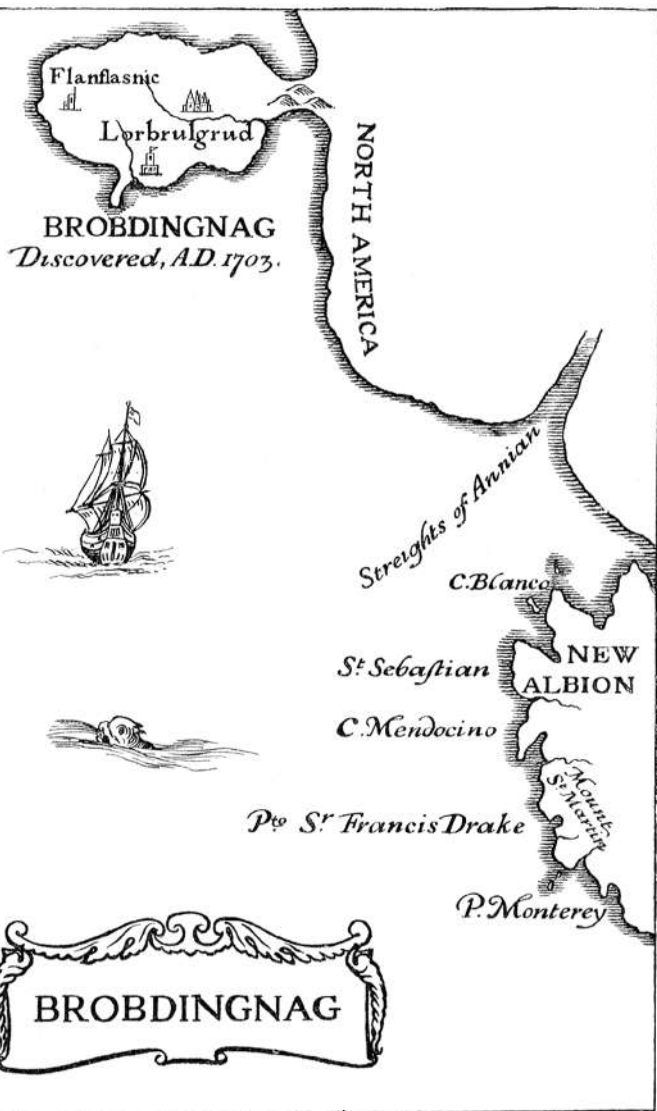 Flanflasnic
Lorbrulgrud
BROBDINGNAG
Discovered, A.D. 1703.
NORTH AMERICA
Streights of Annian
C. Blanco
St. Sebaſtian
NEW
ALBION
C. Mendocino
Mount
St Martin
Pto Sr Francis Drake
P. Monterey
BROBDINGNAG